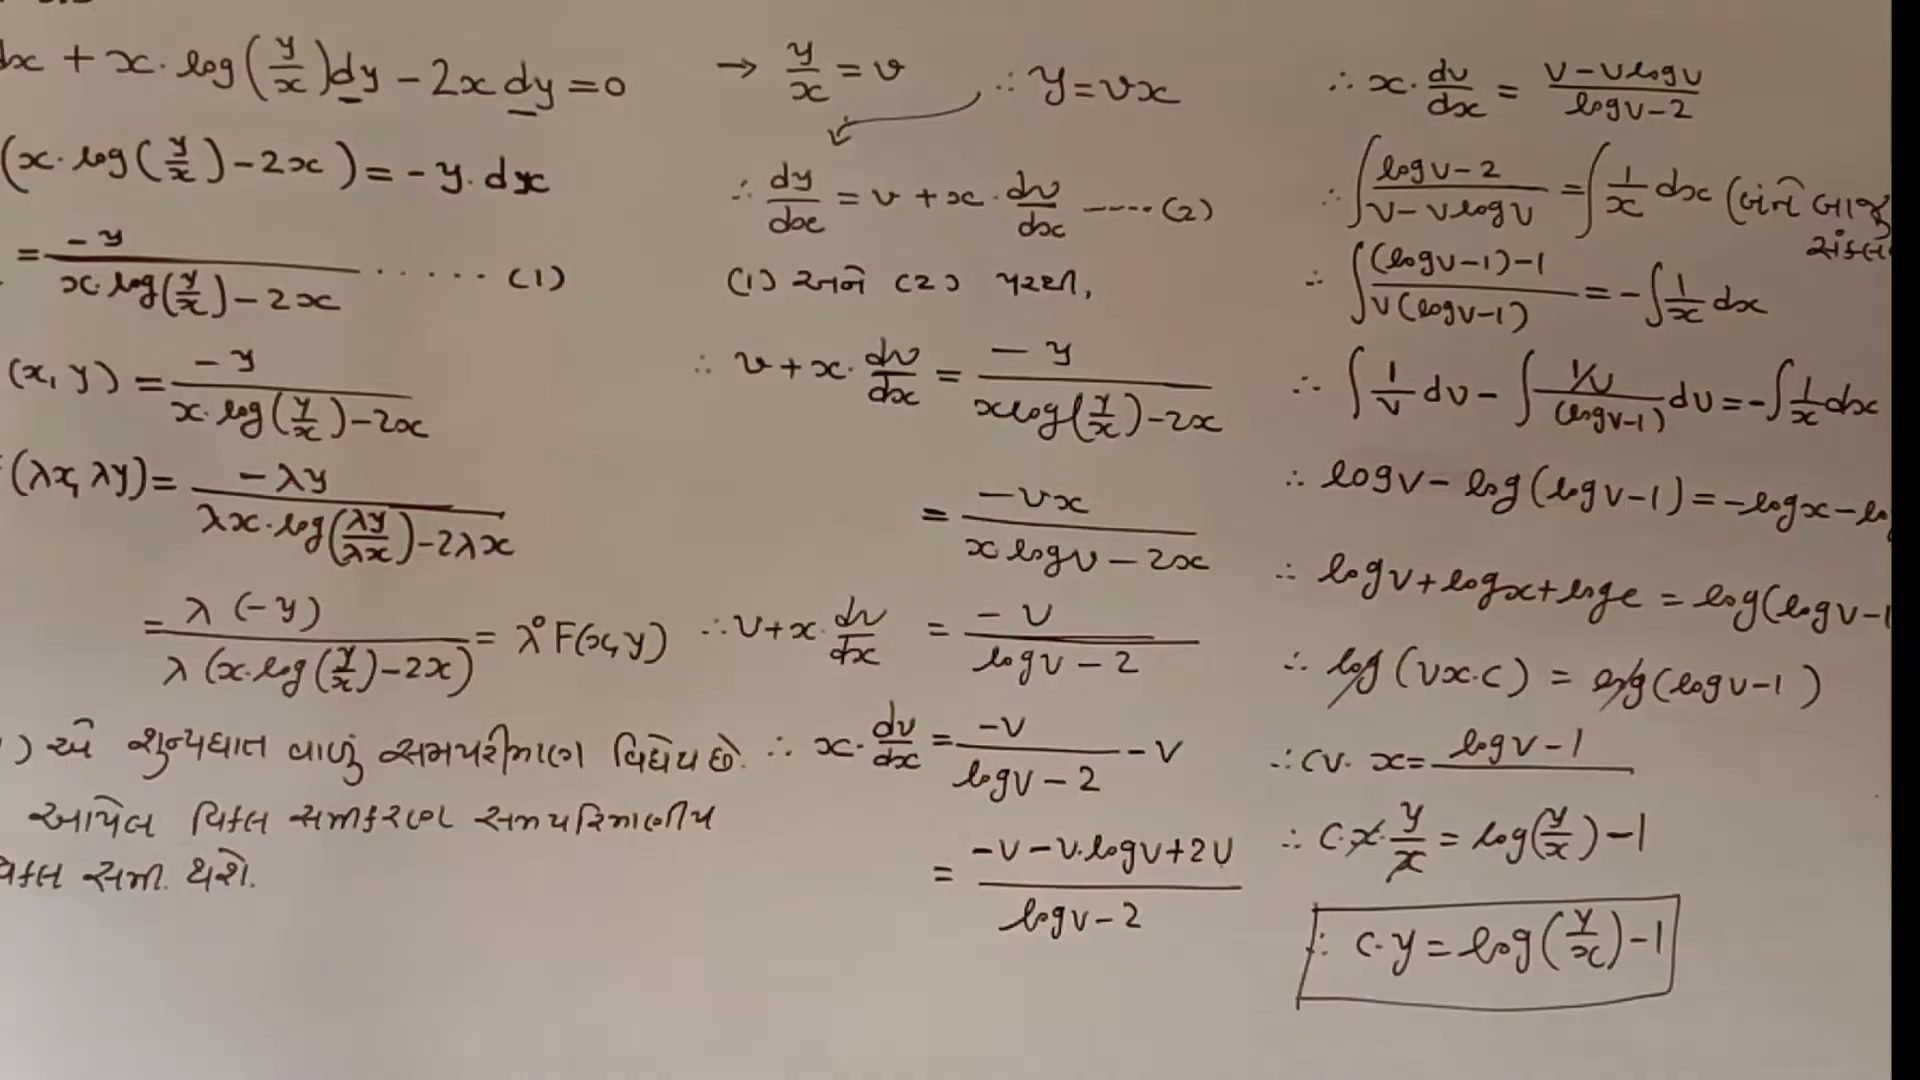 dx + x·log(y/x)dy − 2x dy = 0
(x·log(y/x) − 2x) = −y·dx
= −y / (x·log(y/x) − 2x) ..... (1)
(x, y) = −y / (x·log(y/x) − 2x)
(λx, λy) = −λy / (λx·log(λy/λx) − 2λx)
= λ(−y) / λ(x·log(y/x) − 2x) = λ⁰ F(x, y)
) એ શુન્યઘાત વાળું સમપરીમાણ વિધેય છે.
આપેલ વિકલ સમીકરણ સમપરિમાણીય
વિકલ સમી. થશે.
→ y/x = v ∴ y = vx
∴ dy/dx = v + x·dv/dx ----- (2)
(1) અને (2) પરથી,
∴ v + x·dv/dx = −y / (x log(y/x) − 2x)
= −vx / (x log v − 2x)
∴ v + x·dv/dx = −v / (log v − 2)
∴ x·dv/dx = −v / (log v − 2) − v
= (−v − v·log v + 2v) / (log v − 2)
∴ x·dv/dx = (v − v log v) / (log v − 2)
∴ ∫ (log v − 2) / (v − v log v) = ∫ 1/x dx (બંને બાજુ
∴ ∫ ((log v − 1) − 1) / (v(log v − 1)) = −∫ 1/x dx
∴ ∫ 1/v dv − ∫ (1/v) / (log v − 1) dv = −∫ 1/x dx
∴ log v − log(log v − 1) = −log x − lo
∴ log v + log x + log c = log(log v − 1
∴ log(vx·c) = log(log v − 1)
∴ cv·x = log v − 1
∴ c·x·y/x = log(y/x) − 1
∴ c·y = log(y/x) − 1